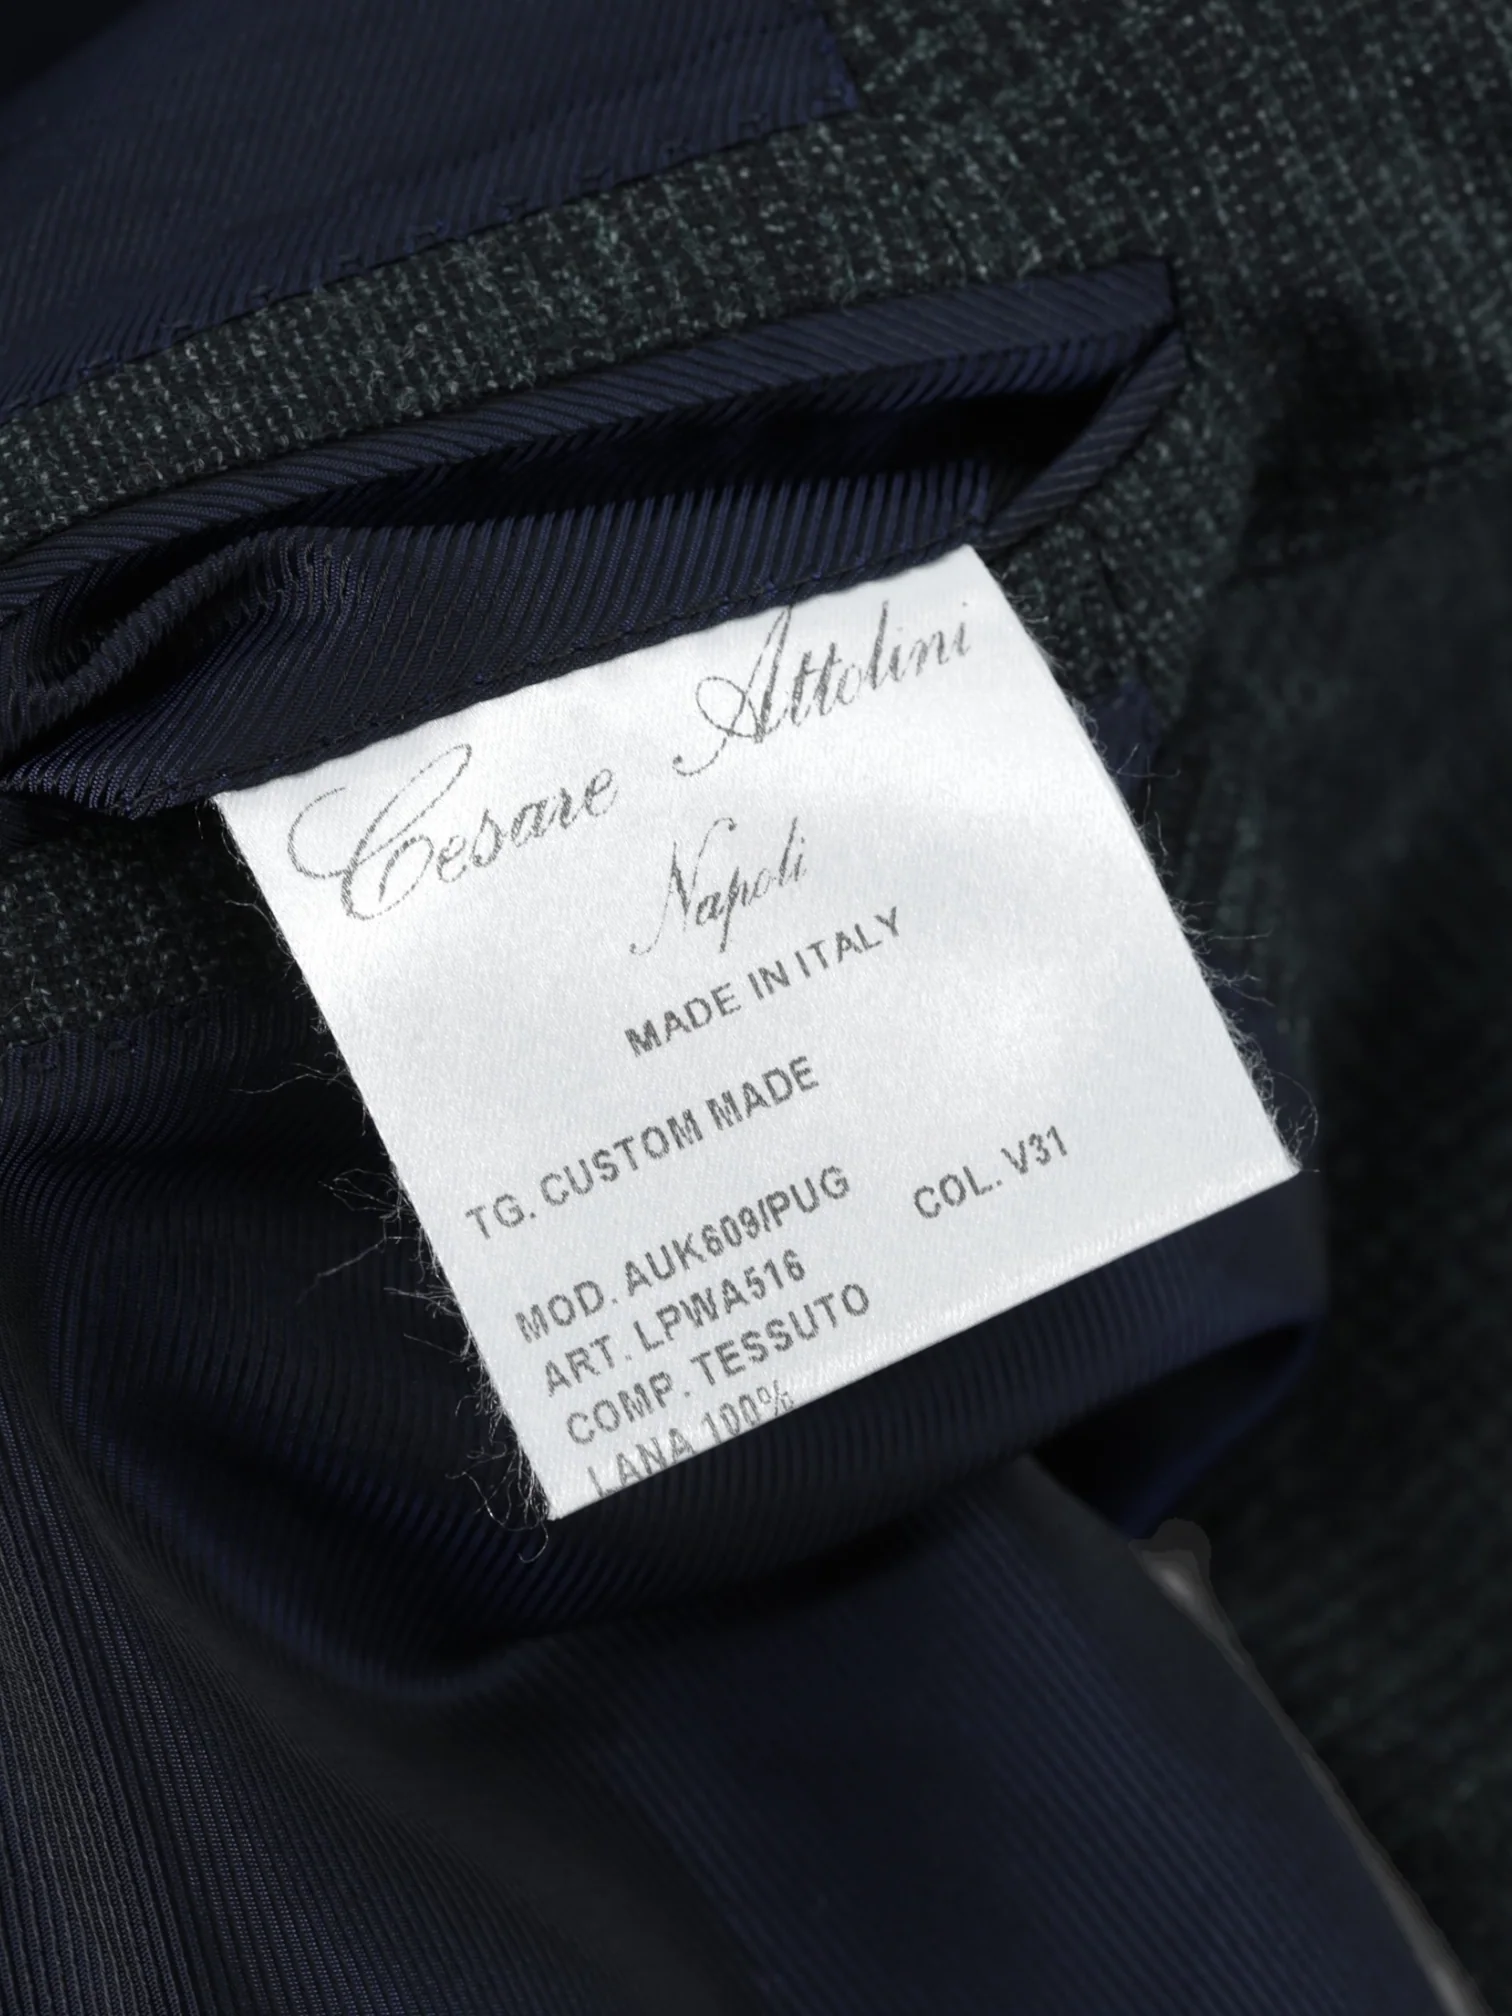 Cesare Attolini
Napoli
MADE IN ITALY
TG. CUSTOM MADE
MOD. AUK609/PUG COL. V31
ART. LPWA516
COMP. TESSUTO
LANA 100%